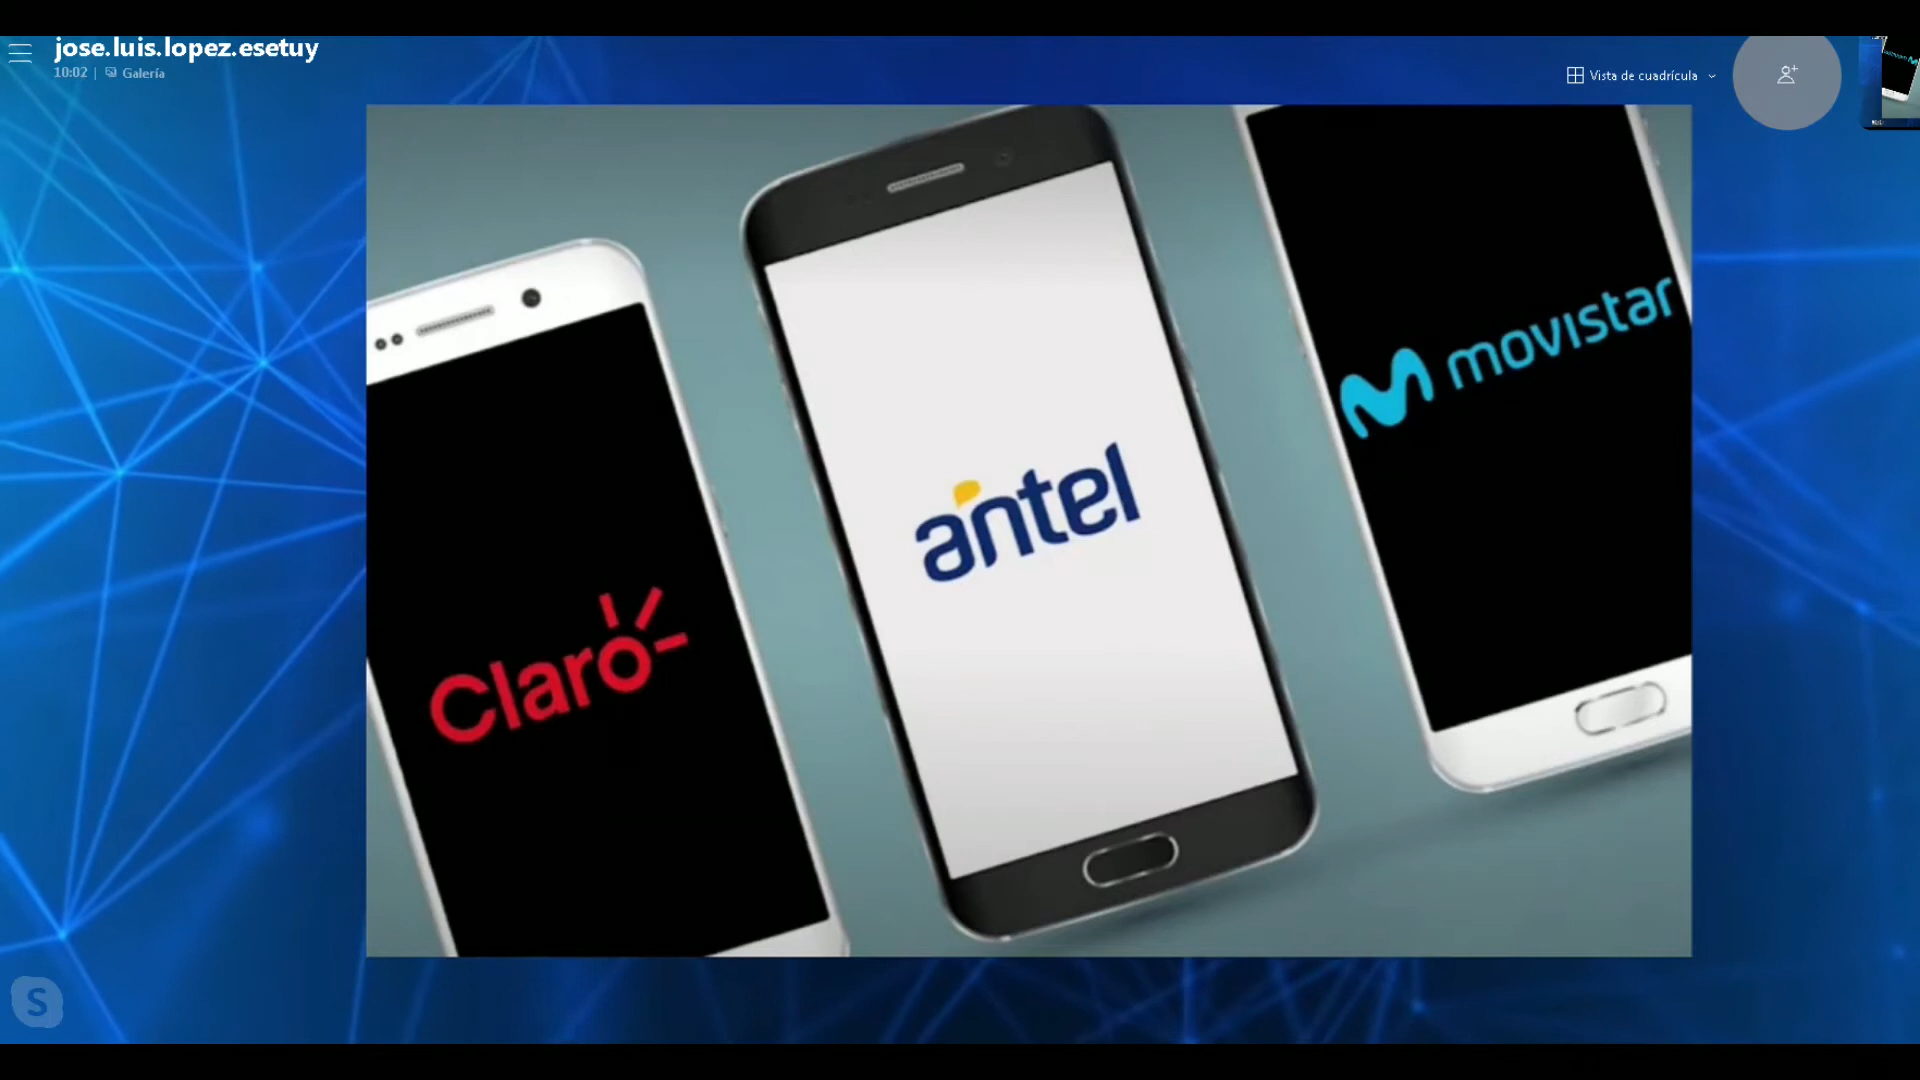 jose.luis.lopez.esetuy
10:02 | Galería
Vista de cuadrícula
movistar
antel
Claro
S